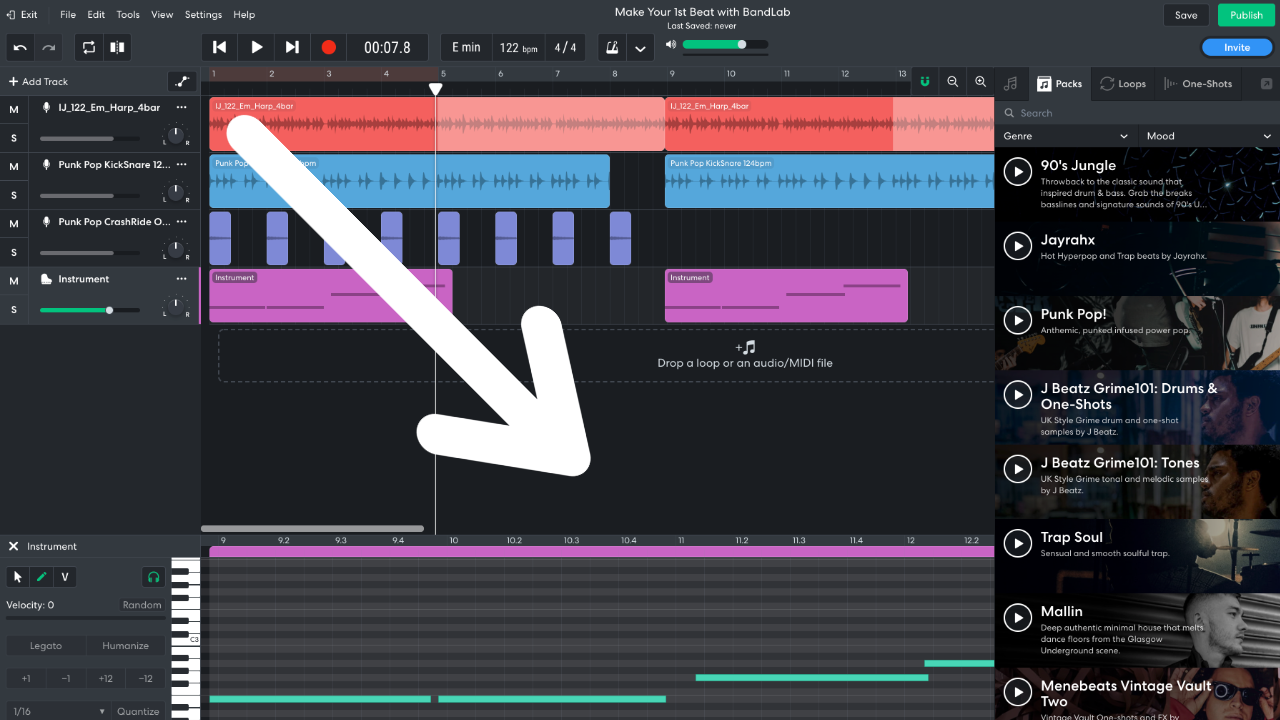 Exit File Edit Tools View Settings Help
Make Your 1st Beat with BandLab
Last Saved: never
Save
Publish
00:07.8
E min
122 bpm
4 / 4
Invite
Add Track
1 2 3 4 5 6 7 8 9 10 11 12 13
Packs
Loops
One-Shots
Search
Genre
Mood
M
IJ_122_Em_Harp_4bar
S
L R
M
Punk Pop KickSnare 122...
S
L R
M
Punk Pop CrashRide O...
S
L R
M
Instrument
S
L R
IJ_122_Em_Harp_4bar
IJ_122_Em_Harp_4bar
Punk Pop
bpm
Punk Pop KickSnare 124bpm
Instrument
Instrument
Drop a loop or an audio/MIDI file
90's Jungle
Throwback to the classic sound that
inspired drum & bass. Grab the breaks
basslines and signature sounds of 90's U...
Jayrahx
Hot Hyperpop and Trap beats by Jayrahx.
Punk Pop!
Anthemic, punked infused power pop.
J Beatz Grime101: Drums &
One-Shots
UK Style Grime drum and one-shot
samples by J Beatz.
J Beatz Grime101: Tones
UK Style Grime tonal and melodic samples
by J Beatz.
Trap Soul
Sensual and smooth soulful trap.
Mallin
Deep authentic minimal house that melts
dance floors from the Glasgow
Underground scene.
Menebeats Vintage Vault
Two
Vintage Vault One-shots and FX by
Instrument
9 9.2 9.3 9.4 10 10.2 10.3 10.4 11 11.2 11.3 11.4 12 12.2
V
Velocity: 0
Random
C3
Legato
Humanize
+1 −1 +12 −12
1/16
Quantize